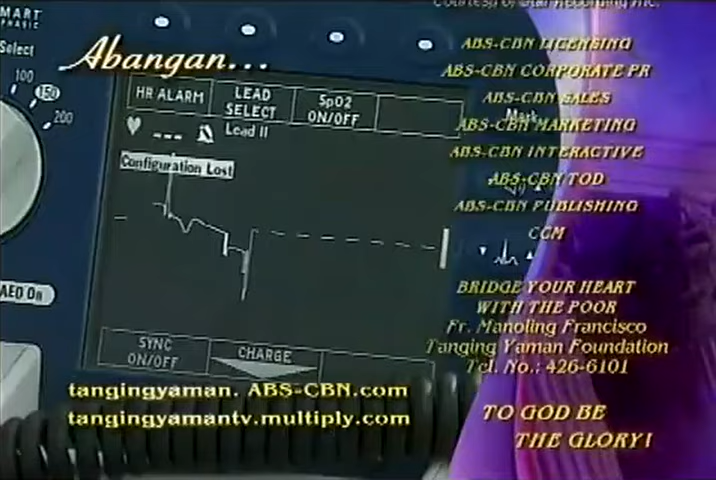 Courtesy of Star Recording Inc.
Abangan...
ABS-CBN LICENSING
ABS-CBN CORPORATE PR
ABS-CBN SALES
ABS-CBN MARKETING
ABS-CBN INTERACTIVE
ABS-CBN TOD
ABS-CBN PUBLISHING
CCM
BRIDGE YOUR HEART
WITH THE POOR
Fr. Manoling Francisco
Tanging Yaman Foundation
Tel. No.: 426-6101
TO GOD BE
THE GLORY!
MART
Select
100
150
200
AED On
HR ALARM
LEAD
SELECT
SpO2
ON/OFF
Mark
---
Lead II
Configuration Lost
SYNC
ON/OFF
CHARGE
tangingyaman. ABS-CBN.com
tangingyamantv.multiply.com